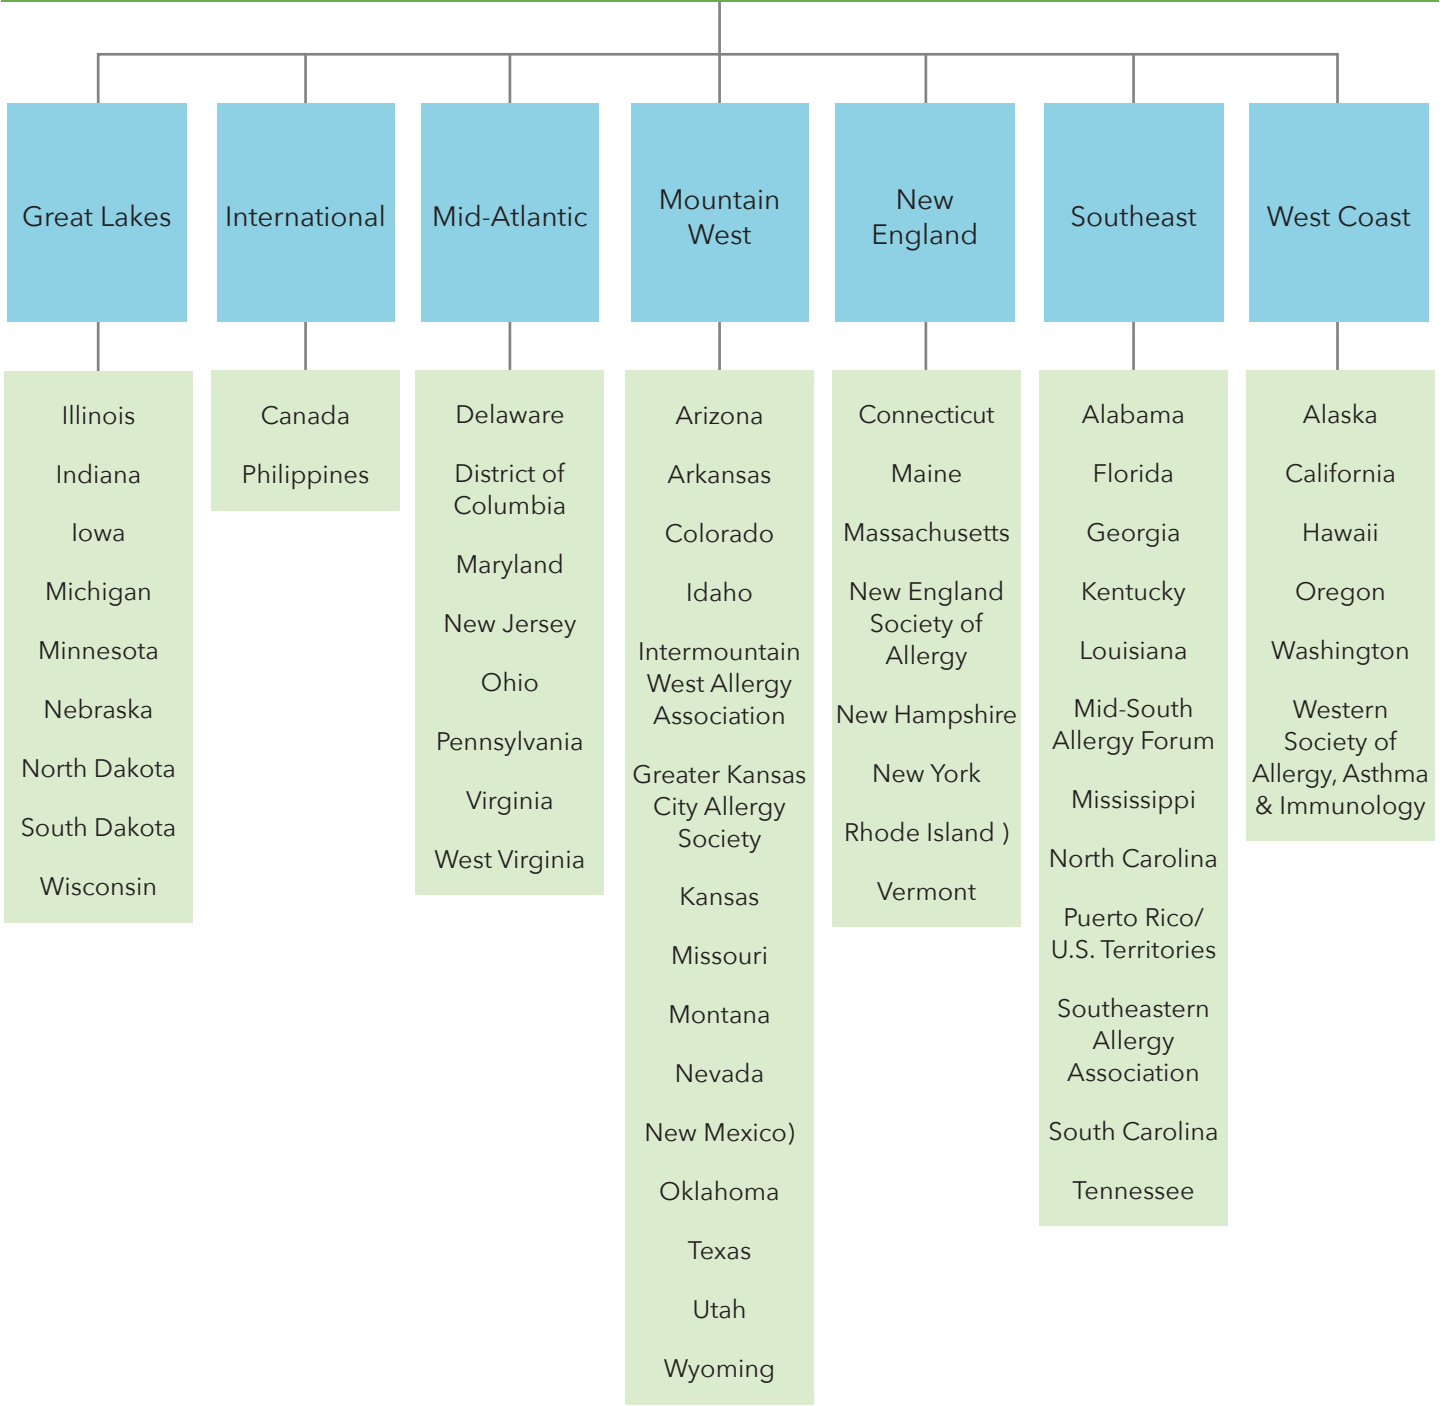 Great Lakes
International
Mid-Atlantic
Mountain
West
New
England
Southeast
West Coast
Illinois
Indiana
Iowa
Michigan
Minnesota
Nebraska
North Dakota
South Dakota
Wisconsin
Canada
Philippines
Delaware
District of
Columbia
Maryland
New Jersey
Ohio
Pennsylvania
Virginia
West Virginia
Arizona
Arkansas
Colorado
Idaho
Intermountain
West Allergy
Association
Greater Kansas
City Allergy
Society
Kansas
Missouri
Montana
Nevada
New Mexico)
Oklahoma
Texas
Utah
Wyoming
Connecticut
Maine
Massachusetts
New England
Society of
Allergy
New Hampshire
New York
Rhode Island )
Vermont
Alabama
Florida
Georgia
Kentucky
Louisiana
Mid-South
Allergy Forum
Mississippi
North Carolina
Puerto Rico/
U.S. Territories
Southeastern
Allergy
Association
South Carolina
Tennessee
Alaska
California
Hawaii
Oregon
Washington
Western
Society of
Allergy, Asthma
& Immunology